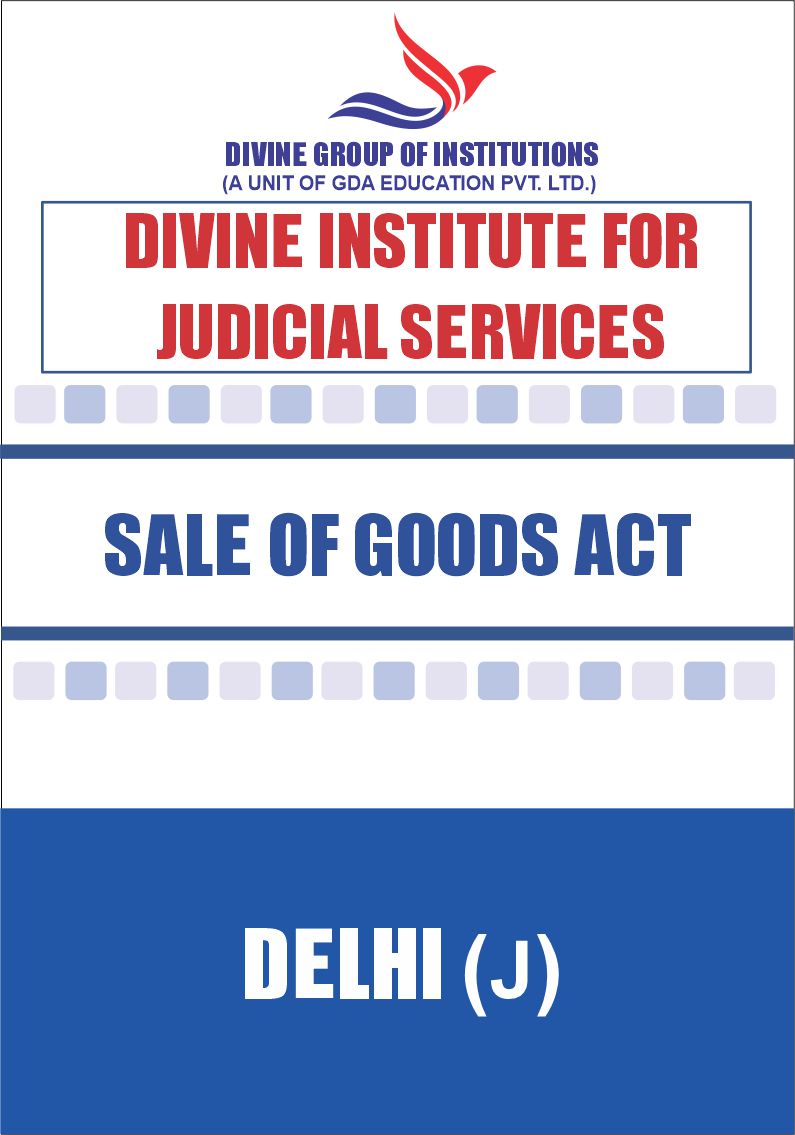 DIVINE GROUP OF INSTITUTIONS
(A UNIT OF GDA EDUCATION PVT. LTD.)
DIVINE INSTITUTE FOR
JUDICIAL SERVICES
SALE OF GOODS ACT
DELHI (J)